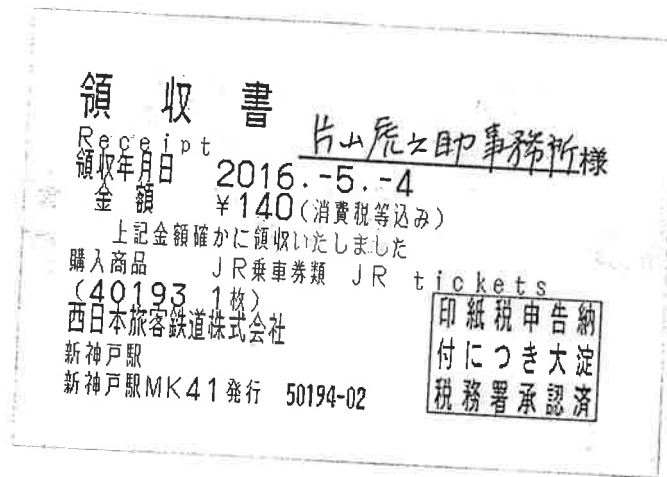 領収書
Receipt
片山虎之助事務所様
領収年月日 2016.-5.-4
金額 ¥140(消費税等込み)
上記金額確かに領収いたしました
購入商品 JR乗車券類 JR tickets
(40193 1枚)
西日本旅客鉄道株式会社
新神戸駅
新神戸駅MK41発行 50194-02
印紙税申告納
付につき大淀
税務署承認済